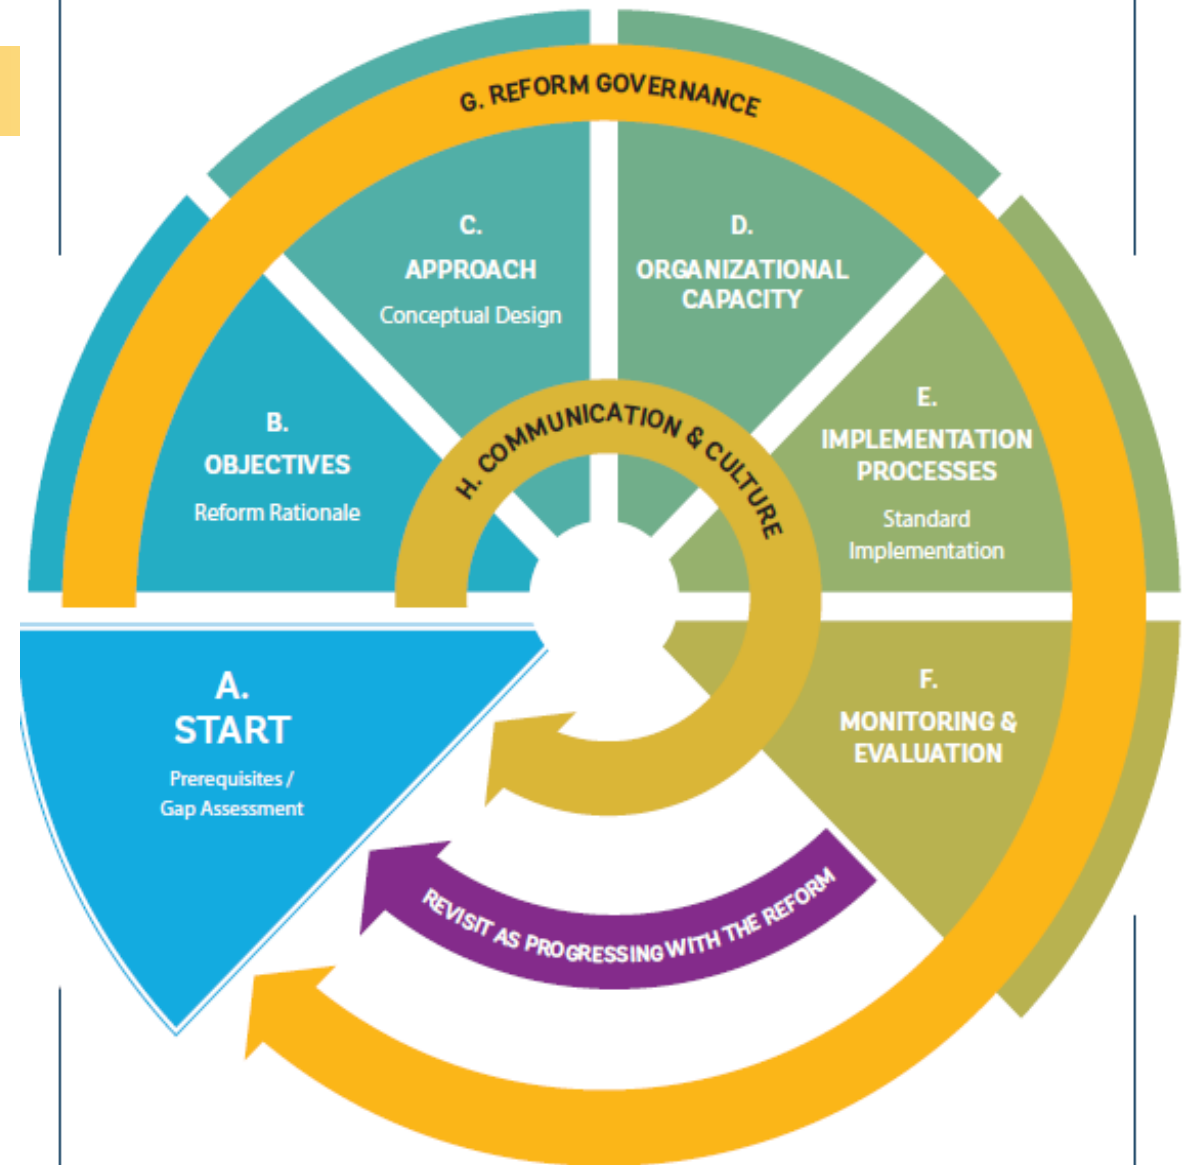 G. REFORM GOVERNANCE
C.
APPROACH
Conceptual Design
D.
ORGANIZATIONAL
CAPACITY
B.
OBJECTIVES
Reform Rationale
H. COMMUNICATION & CULTURE
E.
IMPLEMENTATION
PROCESSES
Standard
Implementation
A.
START
Prerequisites /
Gap Assessment
F.
MONITORING &
EVALUATION
REVISIT AS PROGRESSING WITH THE REFORM